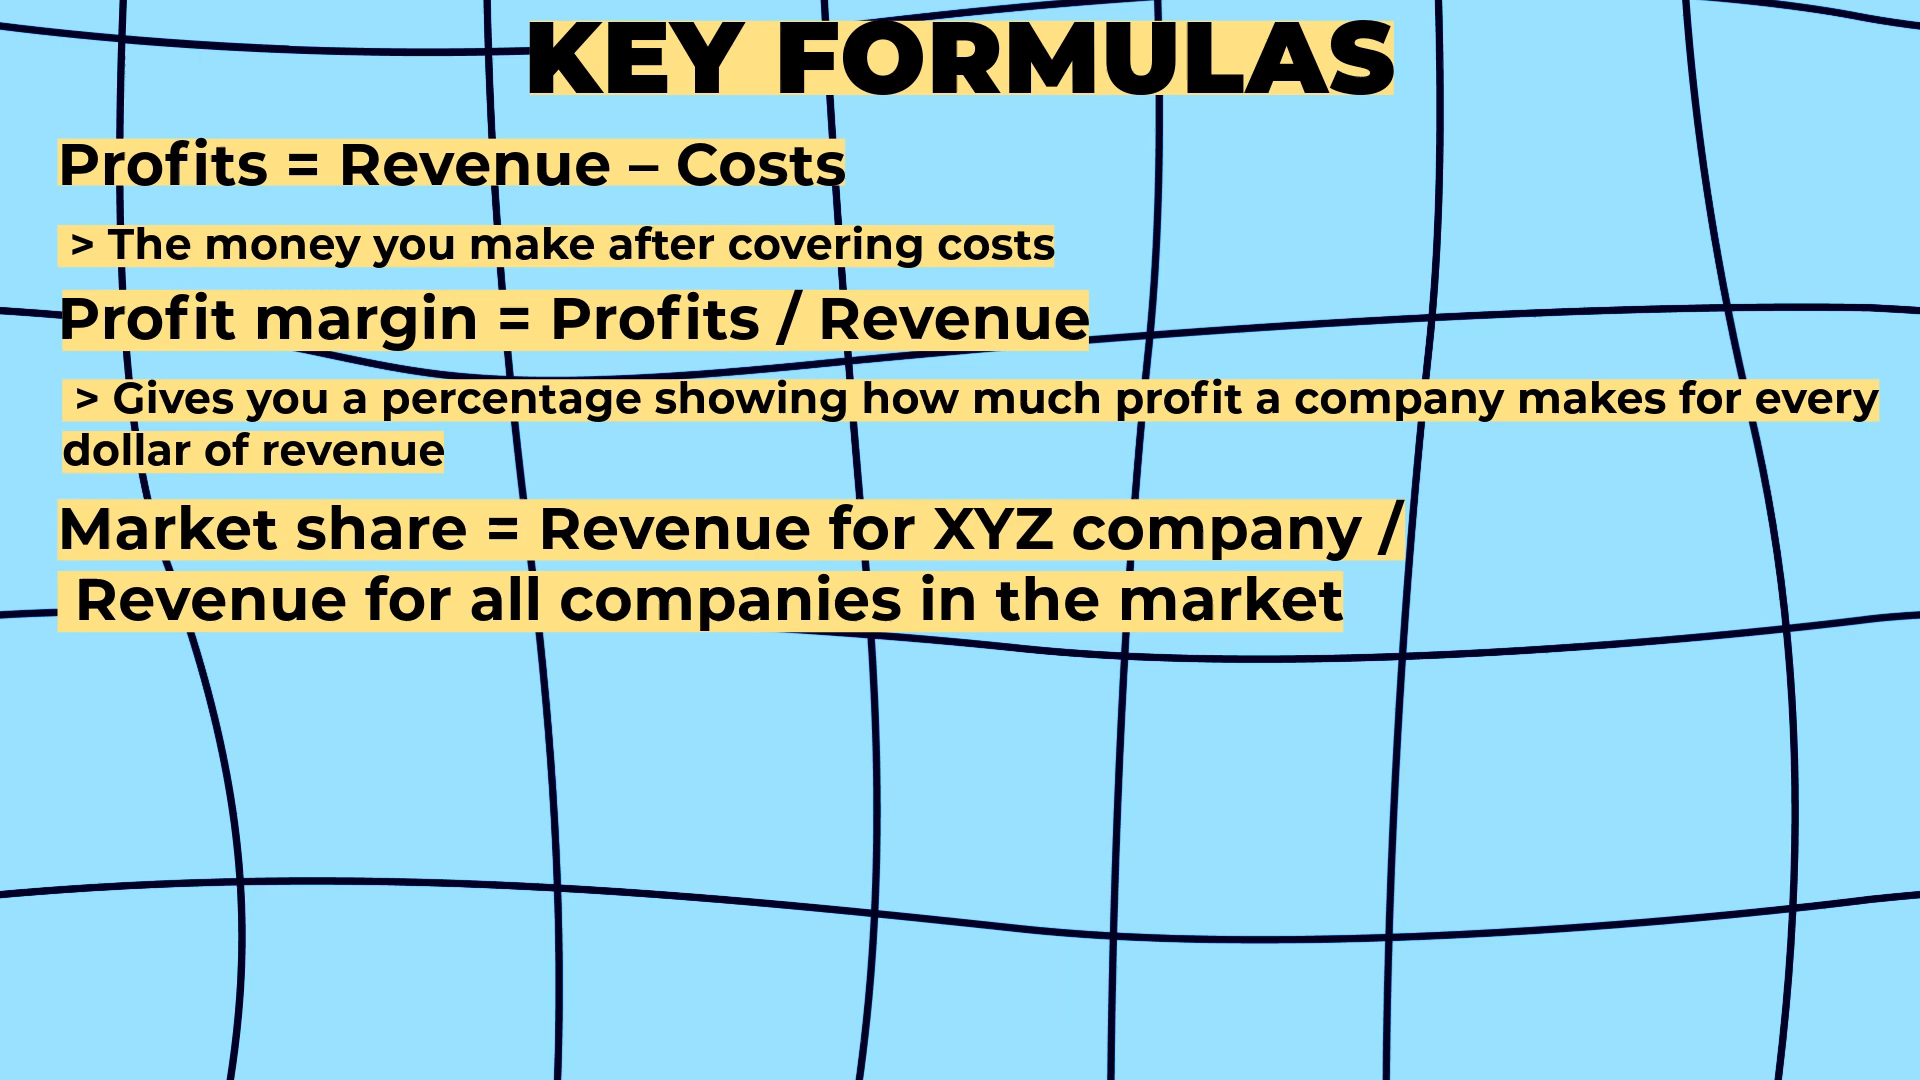 KEY FORMULAS
Profits = Revenue – Costs
> The money you make after covering costs
Profit margin = Profits / Revenue
> Gives you a percentage showing how much profit a company makes for every
dollar of revenue
Market share = Revenue for XYZ company /
Revenue for all companies in the market